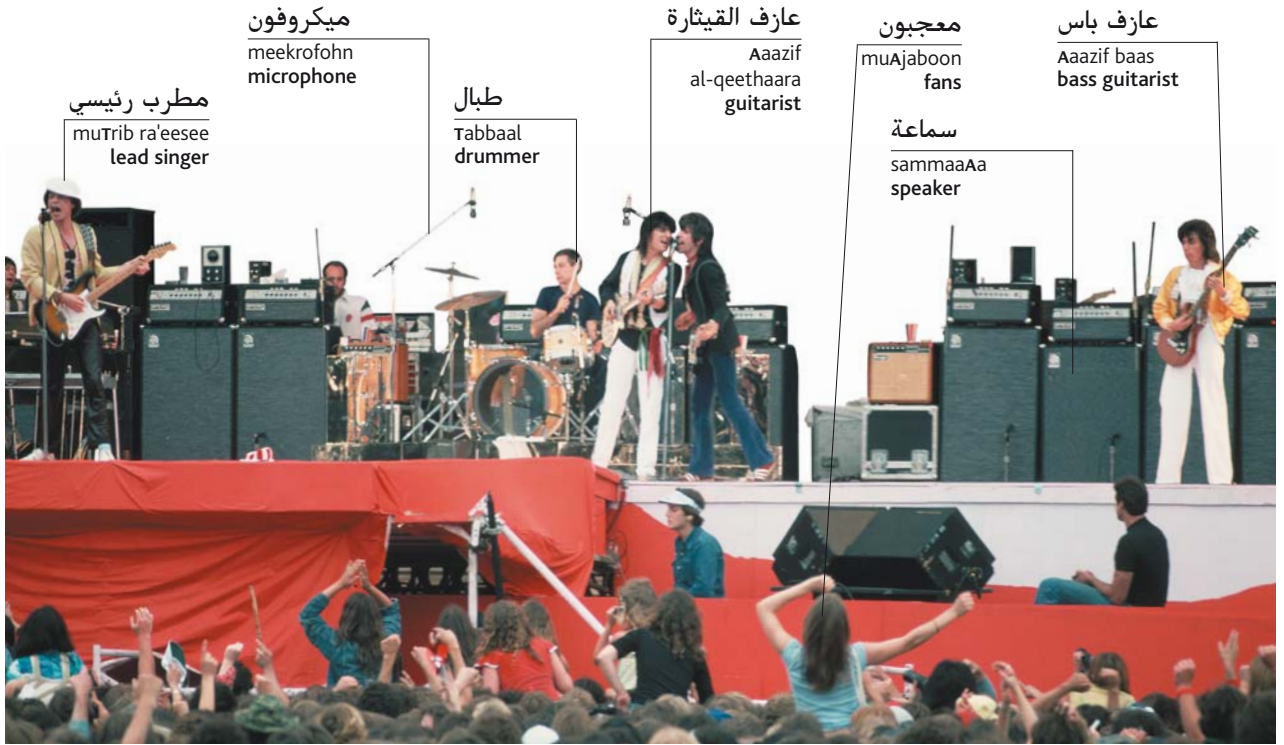 ميكروفون
meekrofohn
microphone
عازف القيثارة
Aaazif
al-qeethaara
guitarist
معجبون
muAjaboon
fans
عازف باس
Aaazif baas
bass guitarist
مطرب رئيسي
muTrib ra'eesee
lead singer
طبال
Tabbaal
drummer
سماعة
sammaaAa
speaker